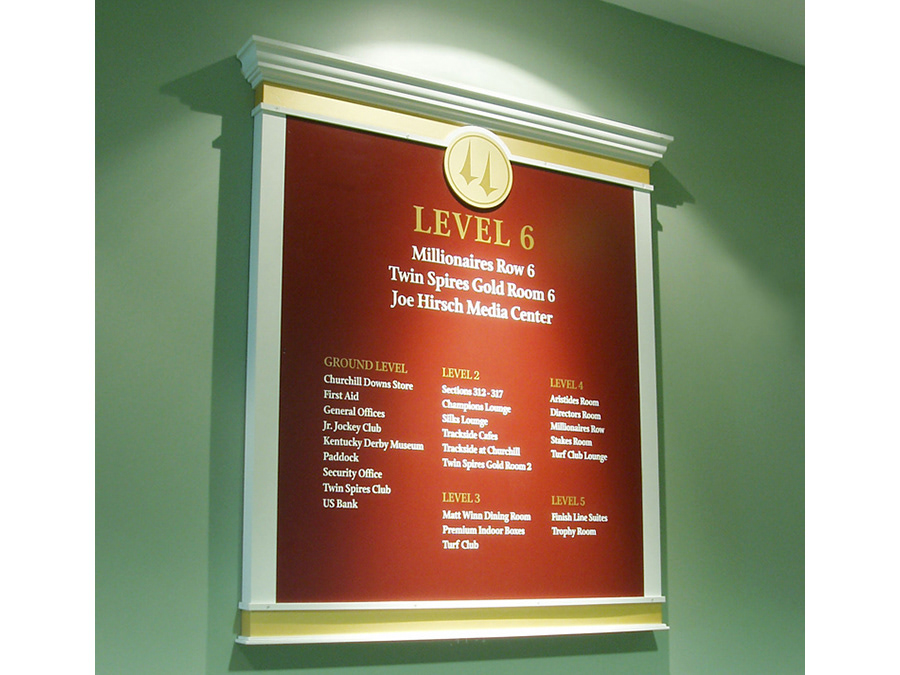 LEVEL 6
Millionaires Row 6
Twin Spires Gold Room 6
Joe Hirsch Media Center
GROUND LEVEL
Churchill Downs Store
First Aid
General Offices
Jr. Jockey Club
Kentucky Derby Museum
Paddock
Security Office
Twin Spires Club
US Bank
LEVEL 2
Sections 312 - 317
Champions Lounge
Silks Lounge
Trackside Cafes
Trackside at Churchill
Twin Spires Gold Room 2
LEVEL 3
Matt Winn Dining Room
Premium Indoor Boxes
Turf Club
LEVEL 4
Aristides Room
Directors Room
Millionaires Row
Stakes Room
Turf Club Lounge
LEVEL 5
Finish Line Suites
Trophy Room